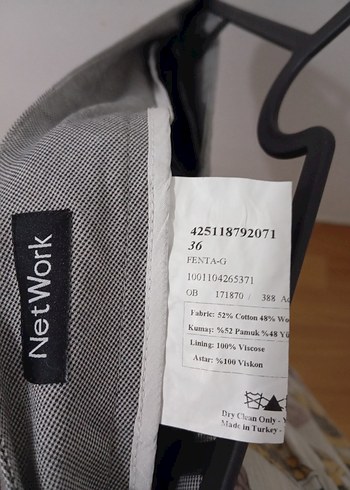 NetWork
425118792071
36
FENTA-G
1001104265371
OB 171870 / 388
Fabric: 52% Cotton 48%
Kumaş: %52 Pamuk %48
Lining: 100% Viscose
Astar: %100 Viskon
Dry Clean Only -
Made in Turkey -